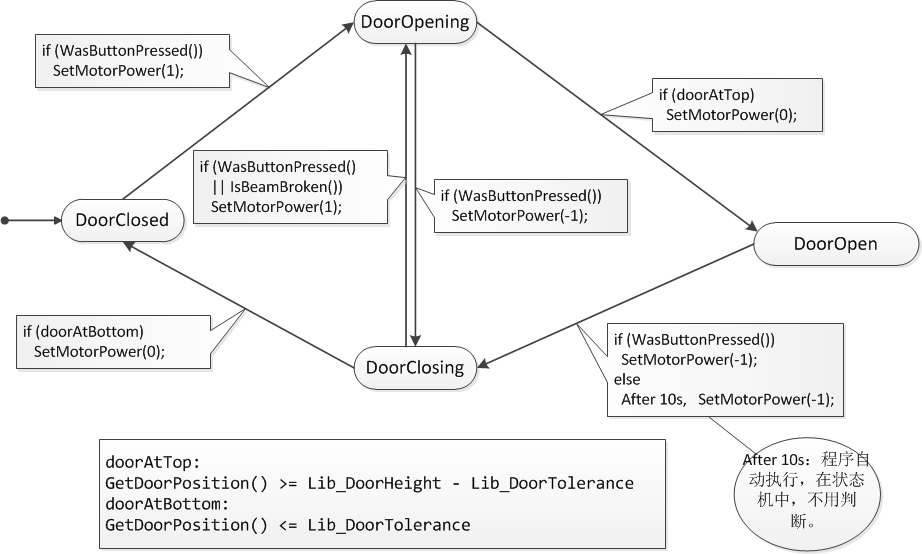 DoorOpening
if (WasButtonPressed())
SetMotorPower(1);
if (doorAtTop)
SetMotorPower(0);
if (WasButtonPressed()
|| IsBeamBroken())
SetMotorPower(1);
if (WasButtonPressed())
SetMotorPower(-1);
DoorClosed
DoorOpen
if (doorAtBottom)
SetMotorPower(0);
DoorClosing
if (WasButtonPressed())
SetMotorPower(-1);
else
After 10s, SetMotorPower(-1);
doorAtTop:
GetDoorPosition() >= Lib_DoorHeight - Lib_DoorTolerance
doorAtBottom:
GetDoorPosition() <= Lib_DoorTolerance
After 10s：程序自
动执行，在状态
机中，不用判
断。